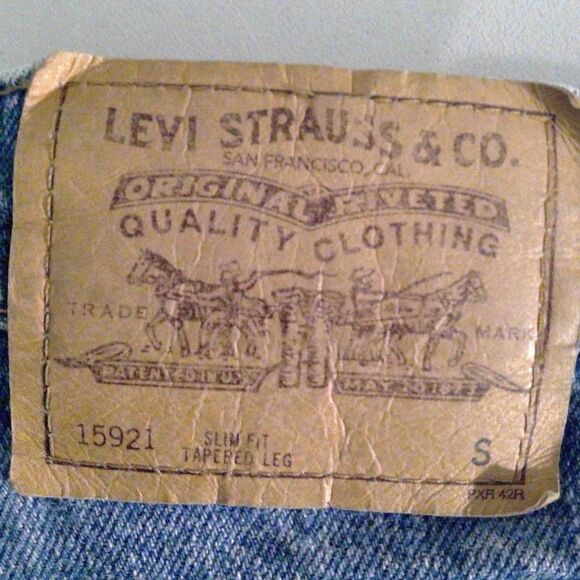 LEVI STRAUSS & CO.
SAN FRANCISCO, CAL.
ORIGINAL RIVETED
QUALITY CLOTHING
TRADE MARK
PATENTED IN U.S. MAY 20 1873
15921 SLIM FIT S
TAPERED LEG
PXR 42R